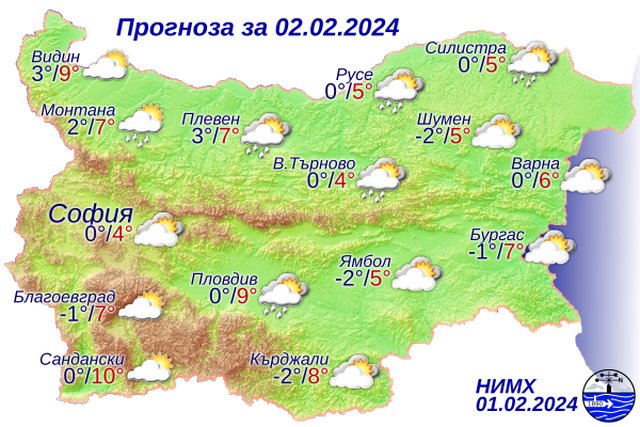 Прогноза за 02.02.2024
Видин
3°/9°
Силистра
0°/5°
Русе
0°/5°
Монтана
2°/7°
Плевен
3°/7°
Шумен
-2°/5°
В.Търново
0°/4°
Варна
0°/6°
София
0°/4°
Бургас
-1°/7°
Ямбол
-2°/5°
Пловдив
0°/9°
Благоевград
-1°/7°
Сандански
0°/10°
Кърджали
-2°/8°
НИМХ
01.02.2024
N
1890